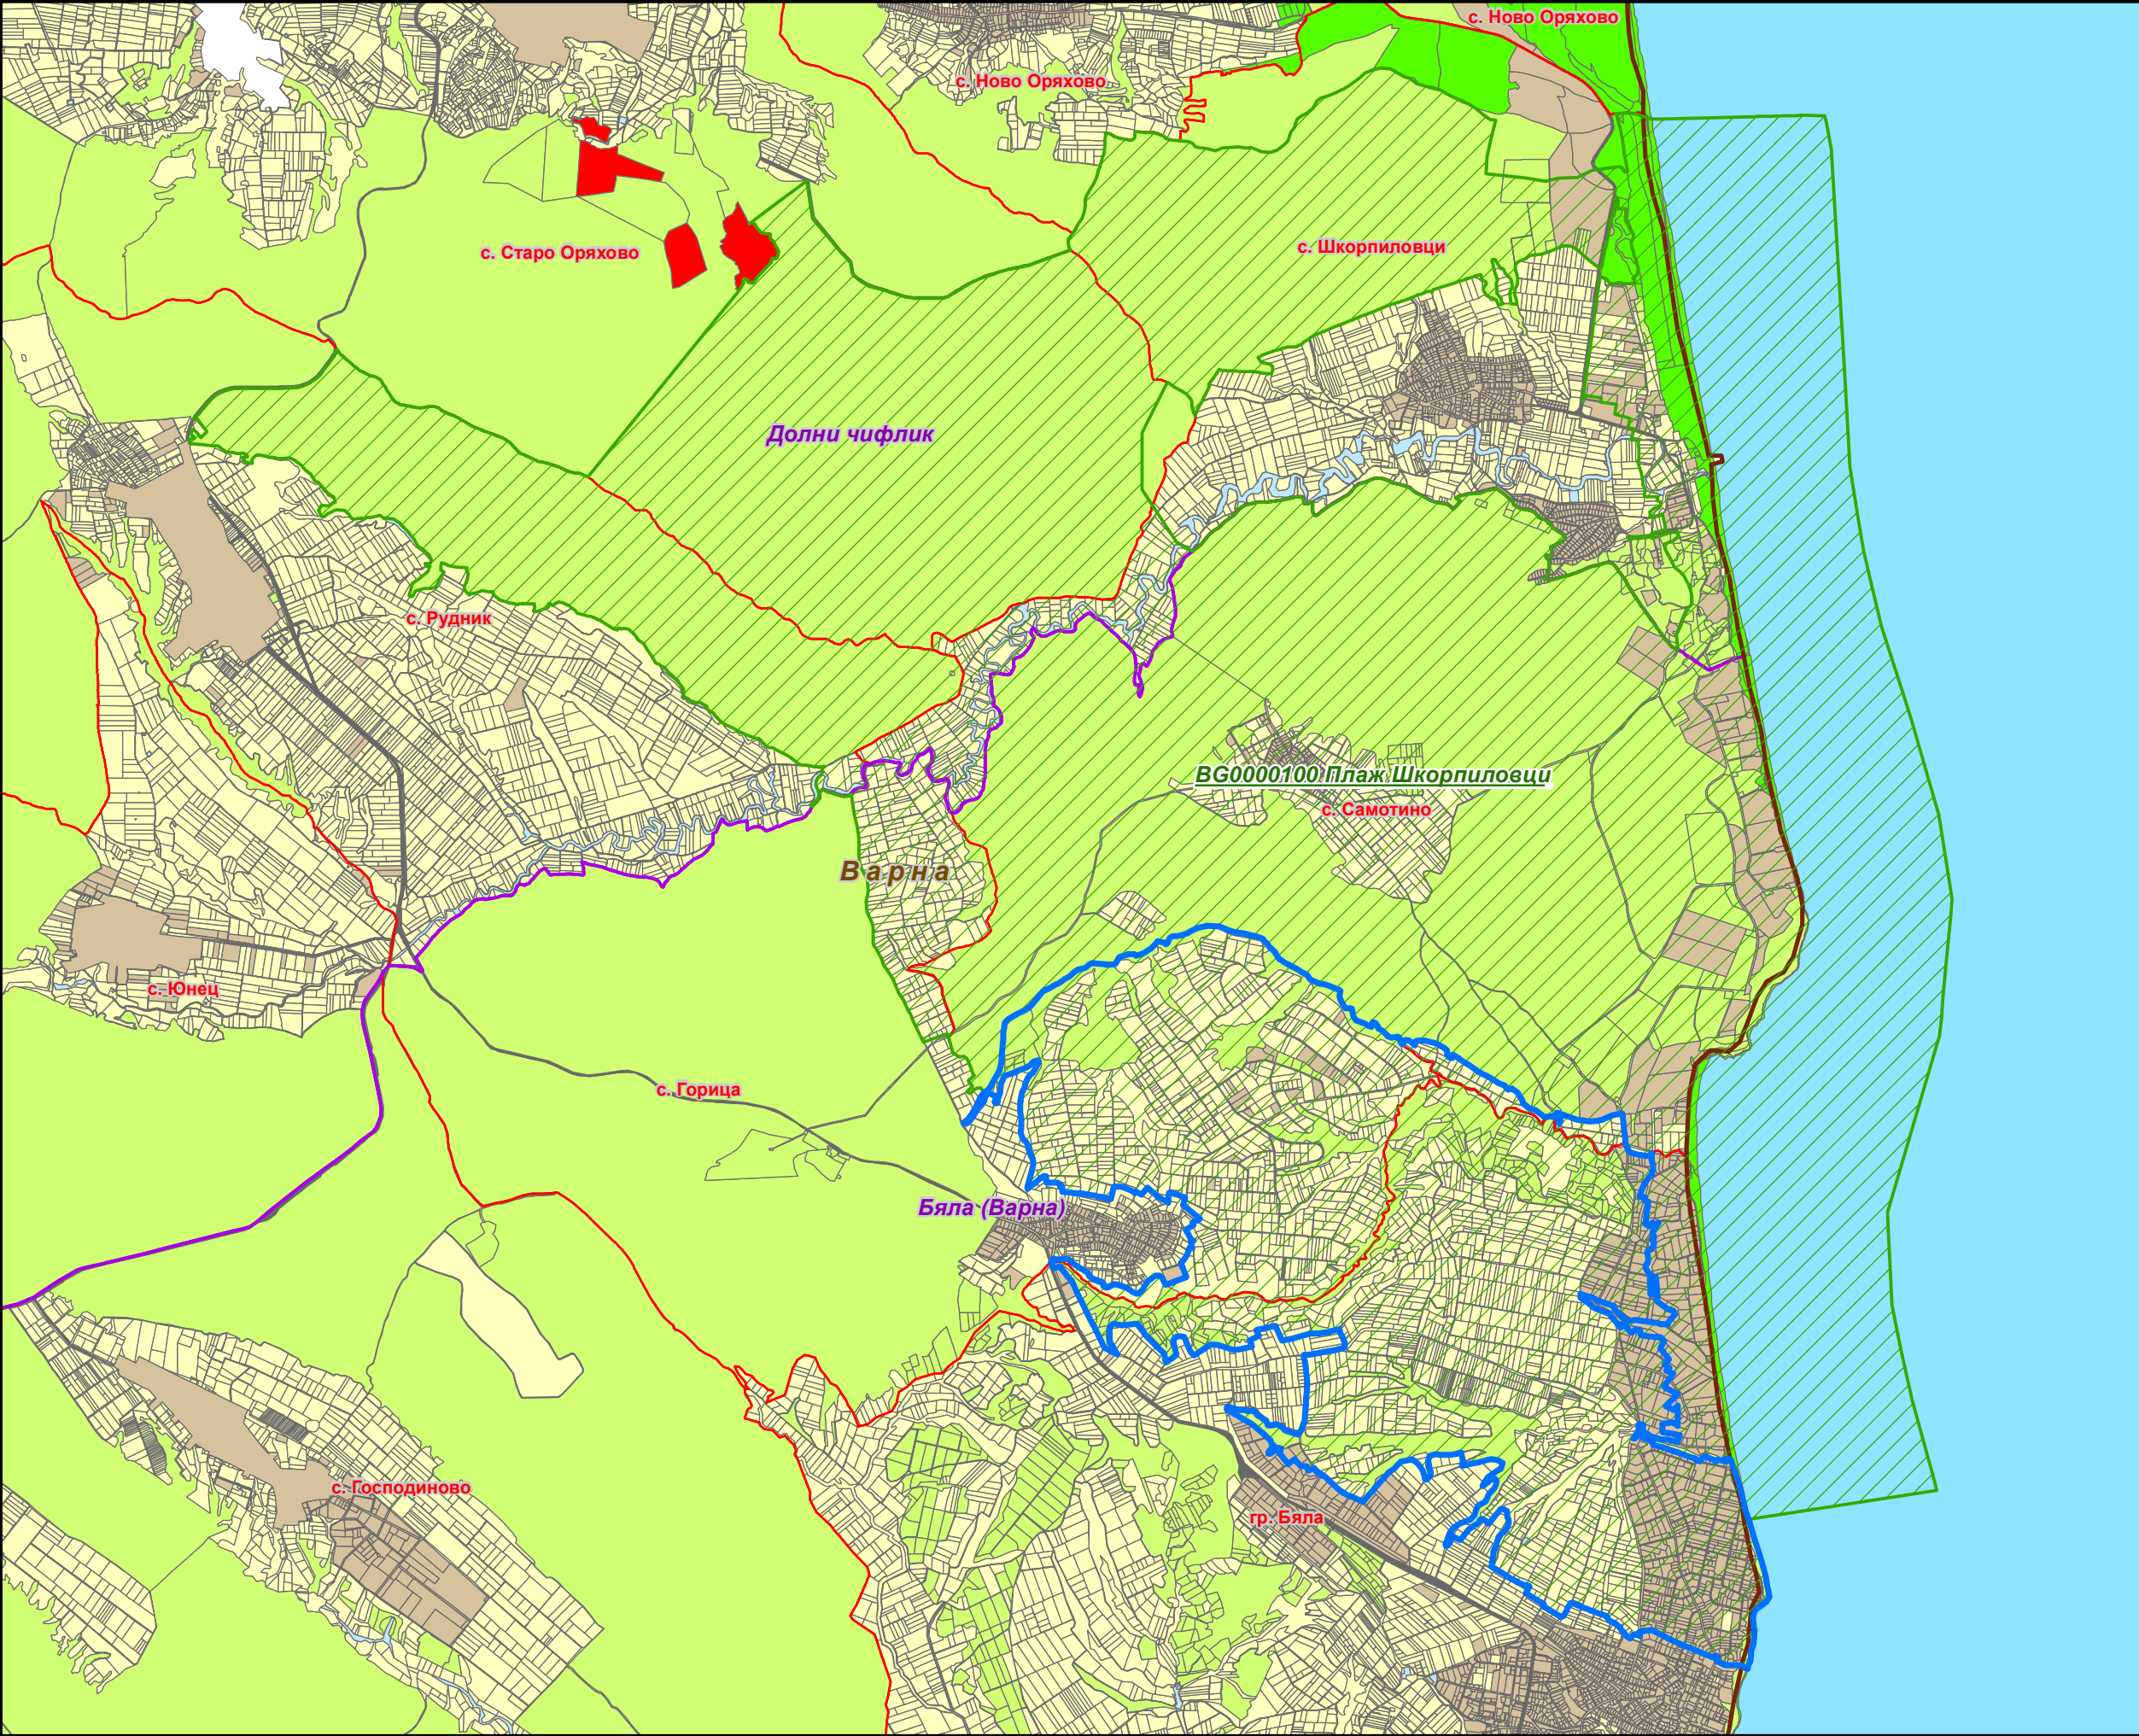 с. Ново Оряхово
с. Ново Оряхово
с. Старо Оряхово
с. Шкорпиловци
Долни чифлик
с. Рудник
BG0000100 Плаж Шкорпиловци
с. Самотино
Варна
с. Юнец
с. Горица
Бяла (Варна)
с. Господиново
гр. Бяла